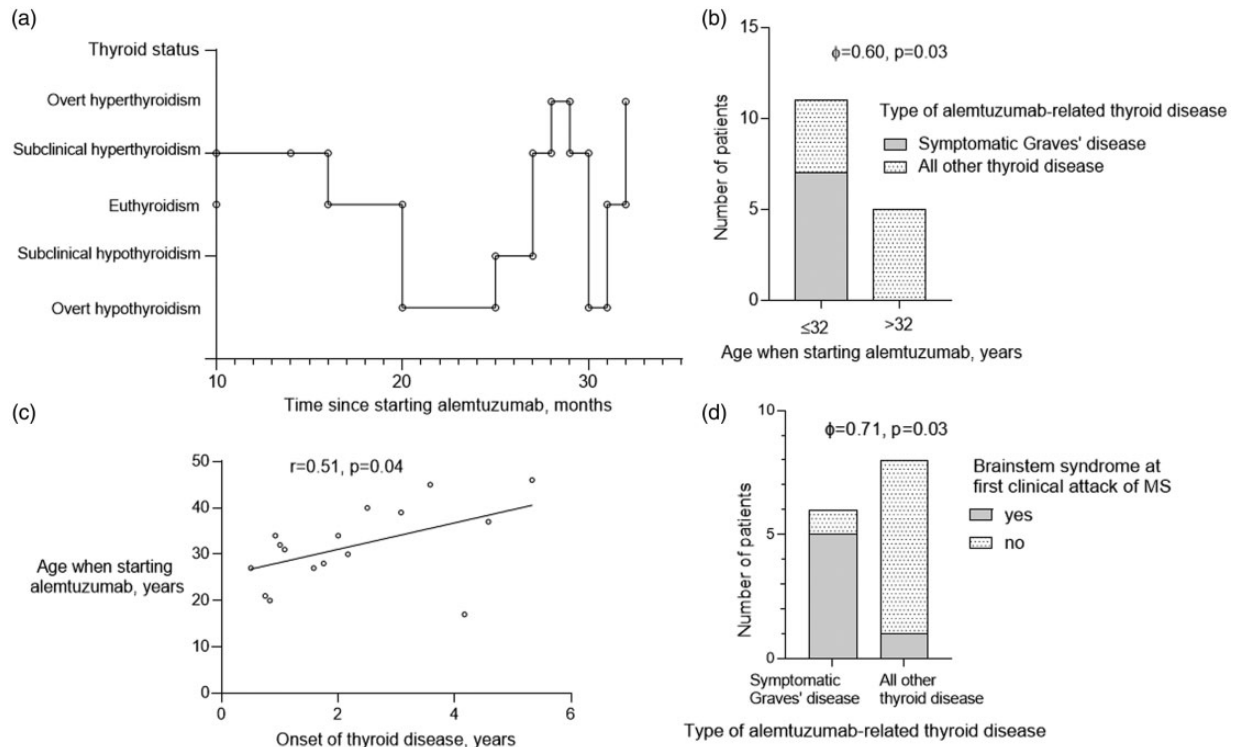 (a)
Thyroid status
Overt hyperthyroidism
Subclinical hyperthyroidism
Euthyroidism
Subclinical hypothyroidism
Overt hypothyroidism
10
20
30
Time since starting alemtuzumab, months
(b)
15
10
5
0
Number of patients
ϕ=0.60, p=0.03
Type of alemtuzumab-related thyroid disease
Symptomatic Graves' disease
All other thyroid disease
≤32
>32
Age when starting alemtuzumab, years
(c)
50
40
30
20
10
0
r=0.51, p=0.04
Age when starting
alemtuzumab, years
0
2
4
6
Onset of thyroid disease, years
(d)
10
5
0
Number of patients
ϕ=0.71, p=0.03
Brainstem syndrome at
first clinical attack of MS
yes
no
Symptomatic
Graves' disease
All other
thyroid disease
Type of alemtuzumab-related thyroid disease